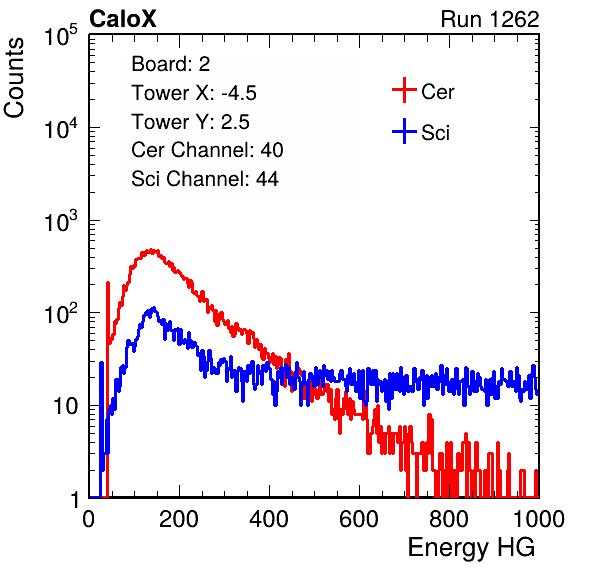 CaloX Run 1262
Counts
Board: 2
Tower X: -4.5
Tower Y: 2.5
Cer Channel: 40
Sci Channel: 44
Cer
Sci
10^5
10^4
10^3
10^2
10
1
0 200 400 600 800 1000
Energy HG